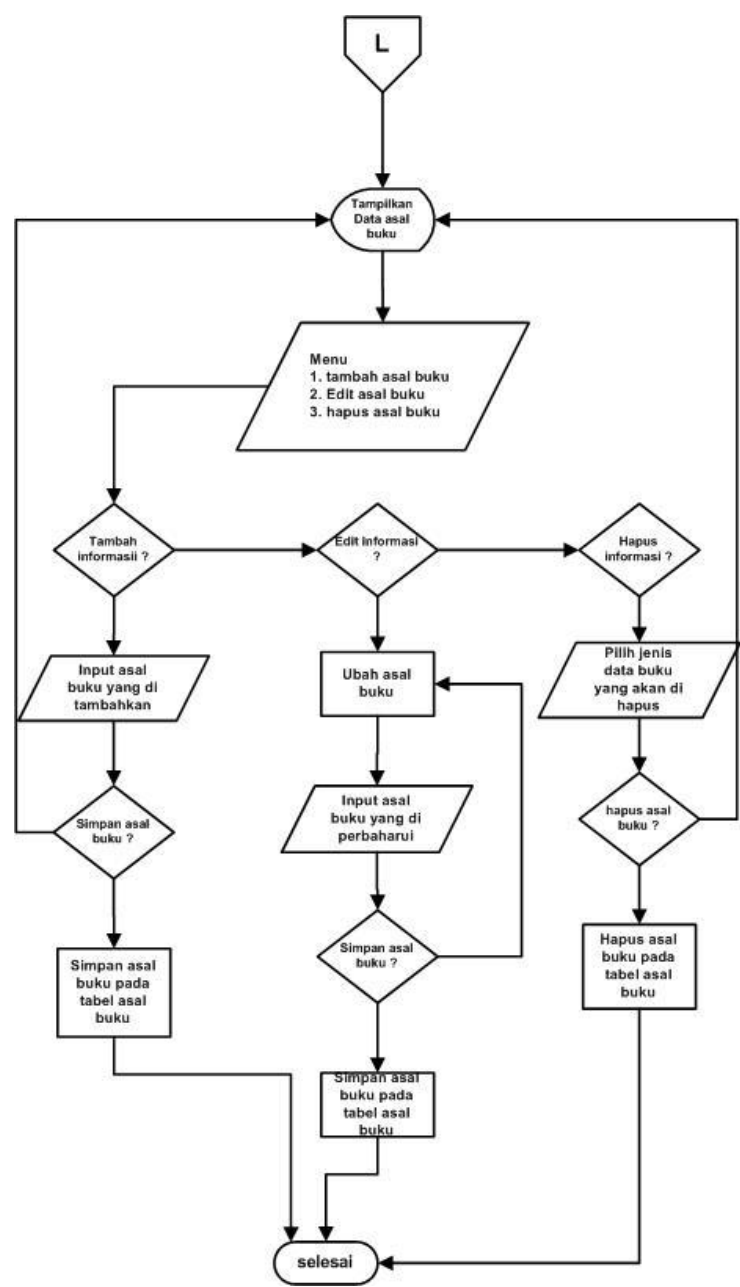 L
Tampilkan
Data asal
buku
Menu
1. tambah asal buku
2. Edit asal buku
3. hapus asal buku
Tambah
informasii ?
Edit Informasi
?
Hapus
informasi ?
Input asal
buku yang di
tambahkan
Ubah asal
buku
Pilih jenis
data buku
yang akan di
hapus
Simpan asal
buku ?
Input asal
buku yang di
perbaharui
hapus asal
buku ?
Simpan asal
buku pada
tabel asal
buku
Simpan asal
buku ?
Hapus asal
buku pada
tabel asal
buku
Simpan asal
buku pada
tabel asal
buku
selesai